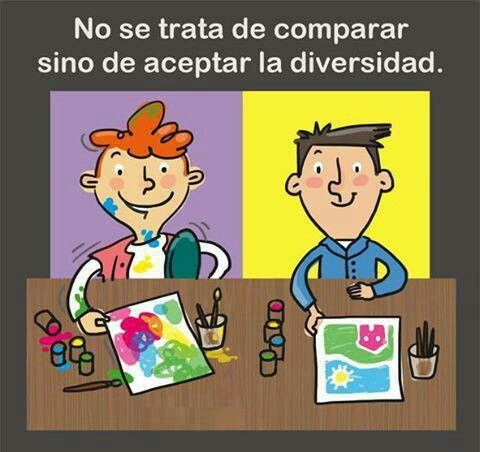 No se trata de comparar
sino de aceptar la diversidad.